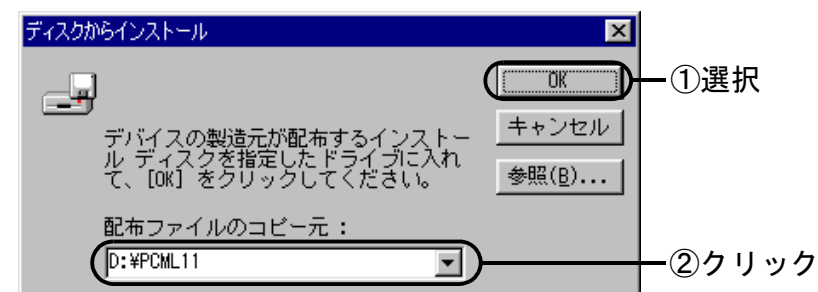 ディスクからインストール
OK
①選択
デバイスの製造元が配布するインストー
ル ディスクを指定したドライブに入れ
て、[OK] をクリックしてください。
キャンセル
参照(B)...
配布ファイルのコピー元：
D:¥PCML11
②クリック